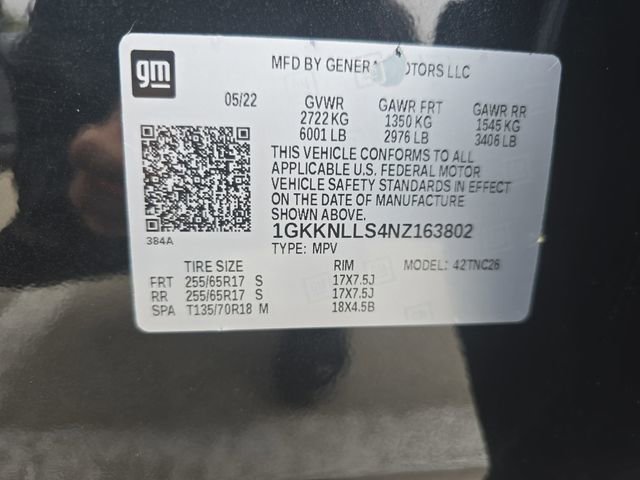 gm
MFD BY GENERAL MOTORS LLC
05/22 GVWR GAWR FRT GAWR RR
2722 KG 1350 KG 1545 KG
6001 LB 2976 LB 3406 LB
THIS VEHICLE CONFORMS TO ALL
APPLICABLE U.S. FEDERAL MOTOR
VEHICLE SAFETY STANDARDS IN EFFECT
ON THE DATE OF MANUFACTURE
SHOWN ABOVE.
384A
1GKKNLLS4NZ163802
TYPE: MPV
TIRE SIZE RIM MODEL: 42TNC26
FRT 255/65R17 S 17X7.5J
RR 255/65R17 S 17X7.5J
SPA T135/70R18 M 18X4.5B